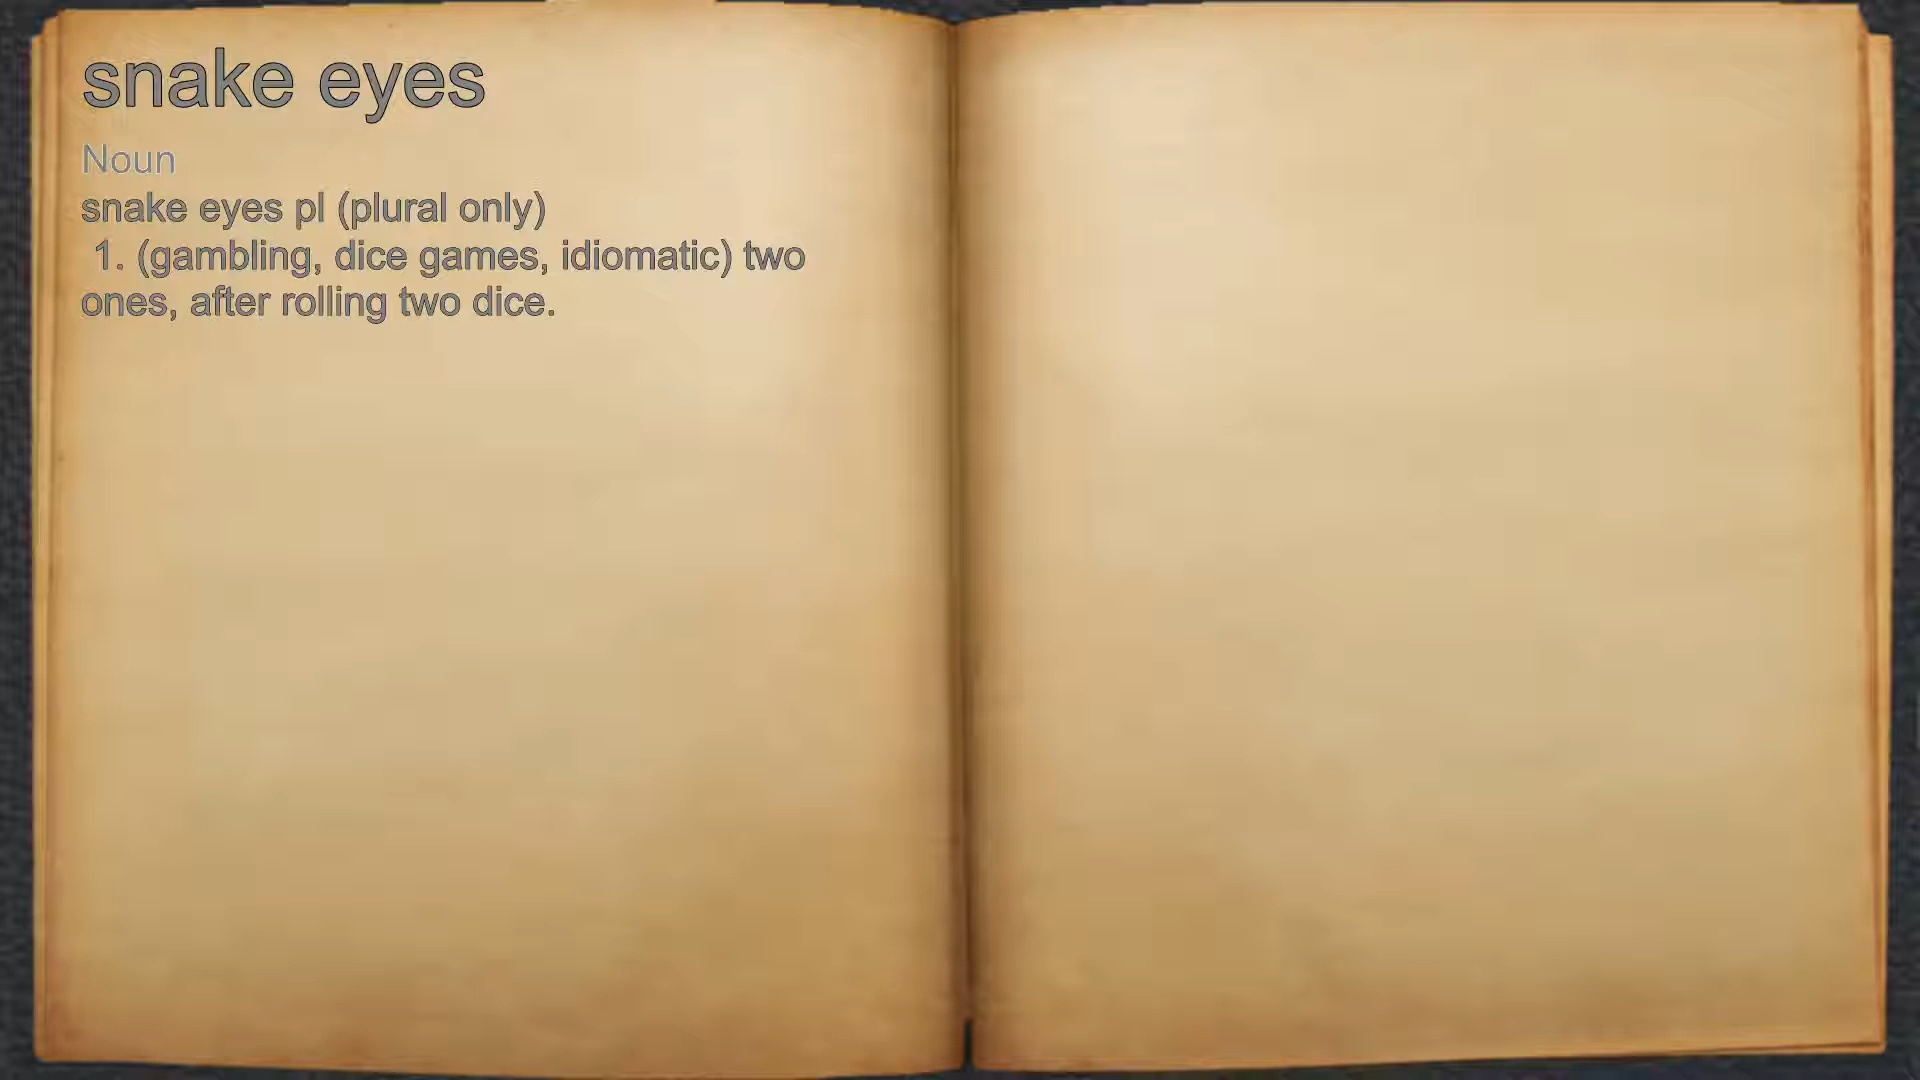 snake eyes
Noun
snake eyes pl (plural only)
1. (gambling, dice games, idiomatic) two
ones, after rolling two dice.